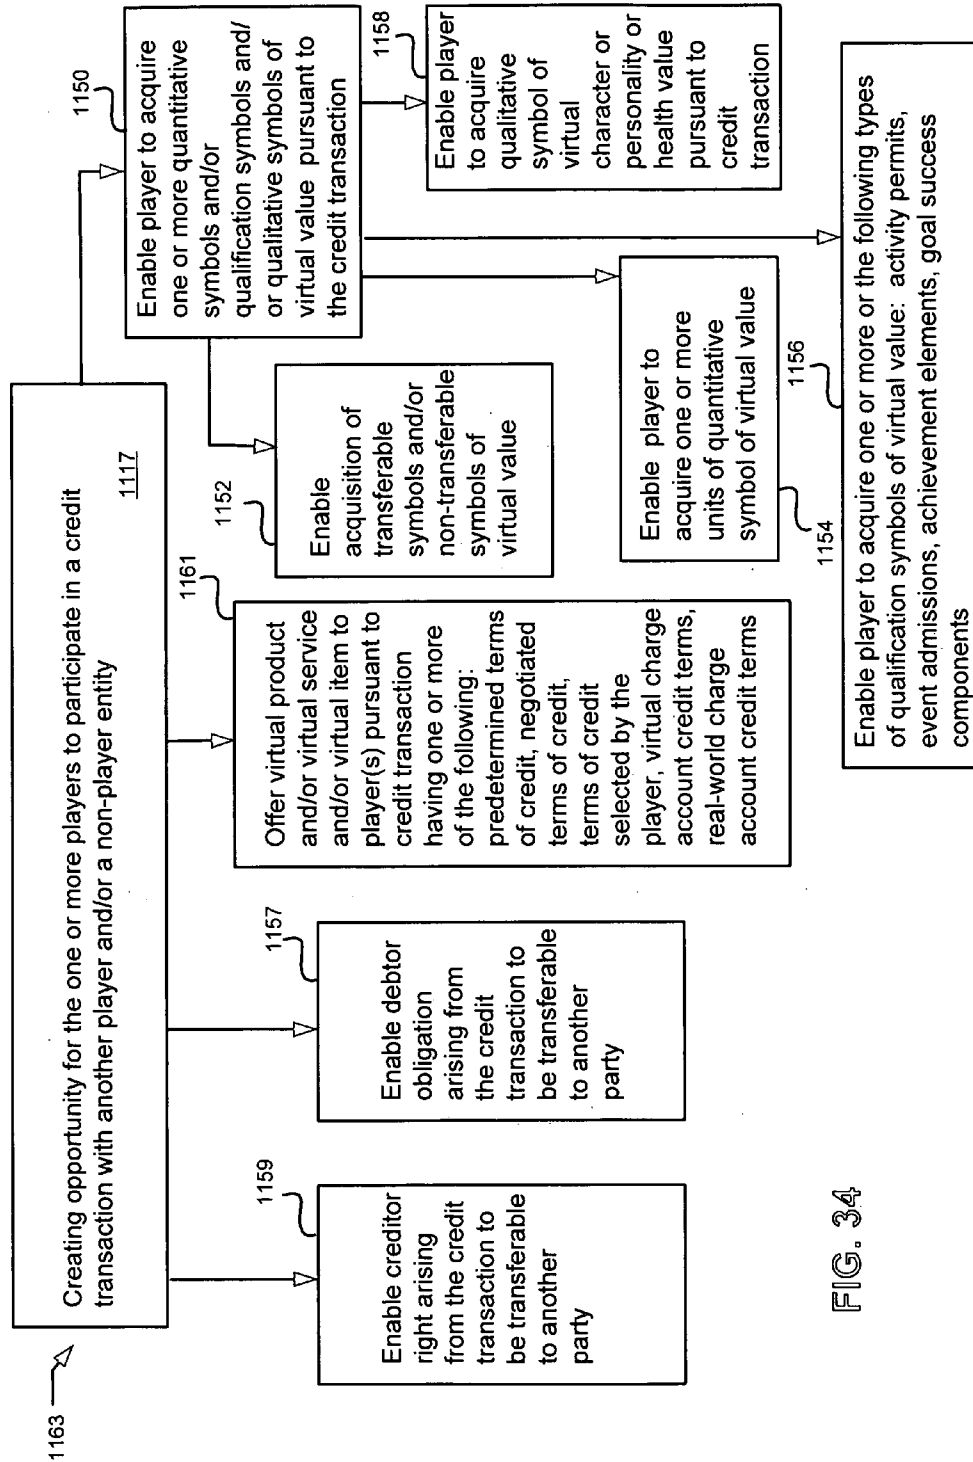 1163
Creating opportunity for the one or more players to participate in a credit
transaction with another player and/or a non-player entity
1117
1159
Enable creditor
right arising
from the credit
transaction to
be transferable
to another
party
1157
Enable debtor
obligation
arising from
the credit
transaction to
be transferable
to another
party
1161
Offer virtual product
and/or virtual service
and/or virtual item to
player(s) pursuant to
credit transaction
having one or more
of the following:
predetermined terms
of credit, negotiated
terms of credit,
terms of credit
selected by the
player, virtual charge
account credit terms,
real-world charge
account credit terms
1150
Enable player to acquire
one or more quantitative
symbols and/or
qualification symbols and/
or qualitative symbols of
virtual value pursuant to
the credit transaction
1152
Enable
acquisition of
transferable
symbols and/or
non-transferable
symbols of
virtual value
1158
Enable player
to acquire
qualitative
symbol of
virtual
character or
personality or
health value
pursuant to
credit
transaction
1154
Enable player to
acquire one or more
units of quantitative
symbol of virtual value
1156
Enable player to acquire one or more or the following types
of qualification symbols of virtual value: activity permits,
event admissions, achievement elements, goal success
components
FIG. 34